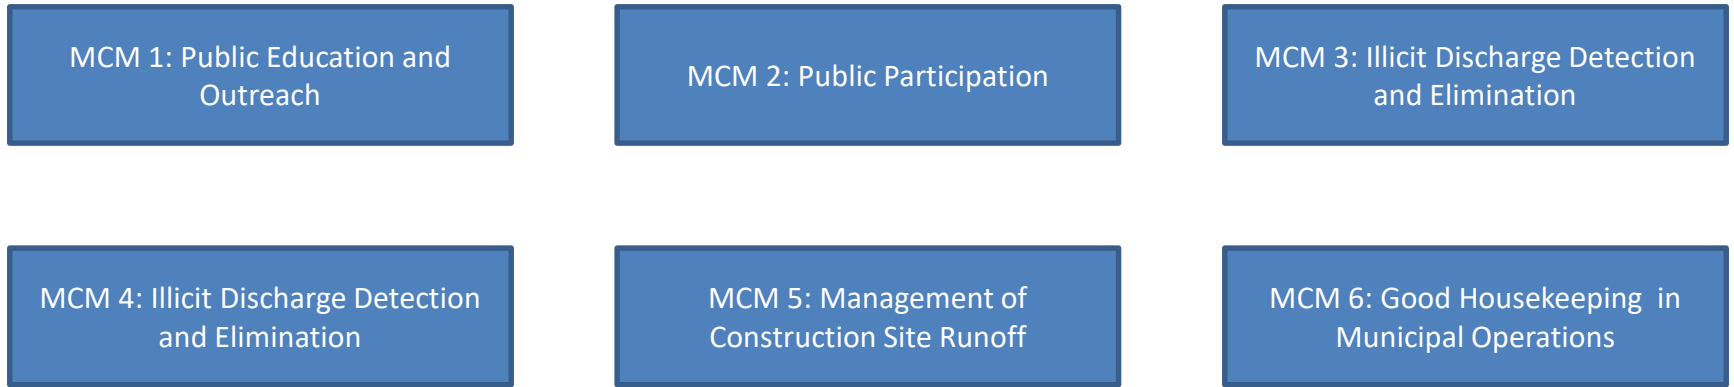 MCM 1: Public Education and
Outreach
MCM 2: Public Participation
MCM 3: Illicit Discharge Detection
and Elimination
MCM 4: Illicit Discharge Detection
and Elimination
MCM 5: Management of
Construction Site Runoff
MCM 6: Good Housekeeping  in
Municipal Operations